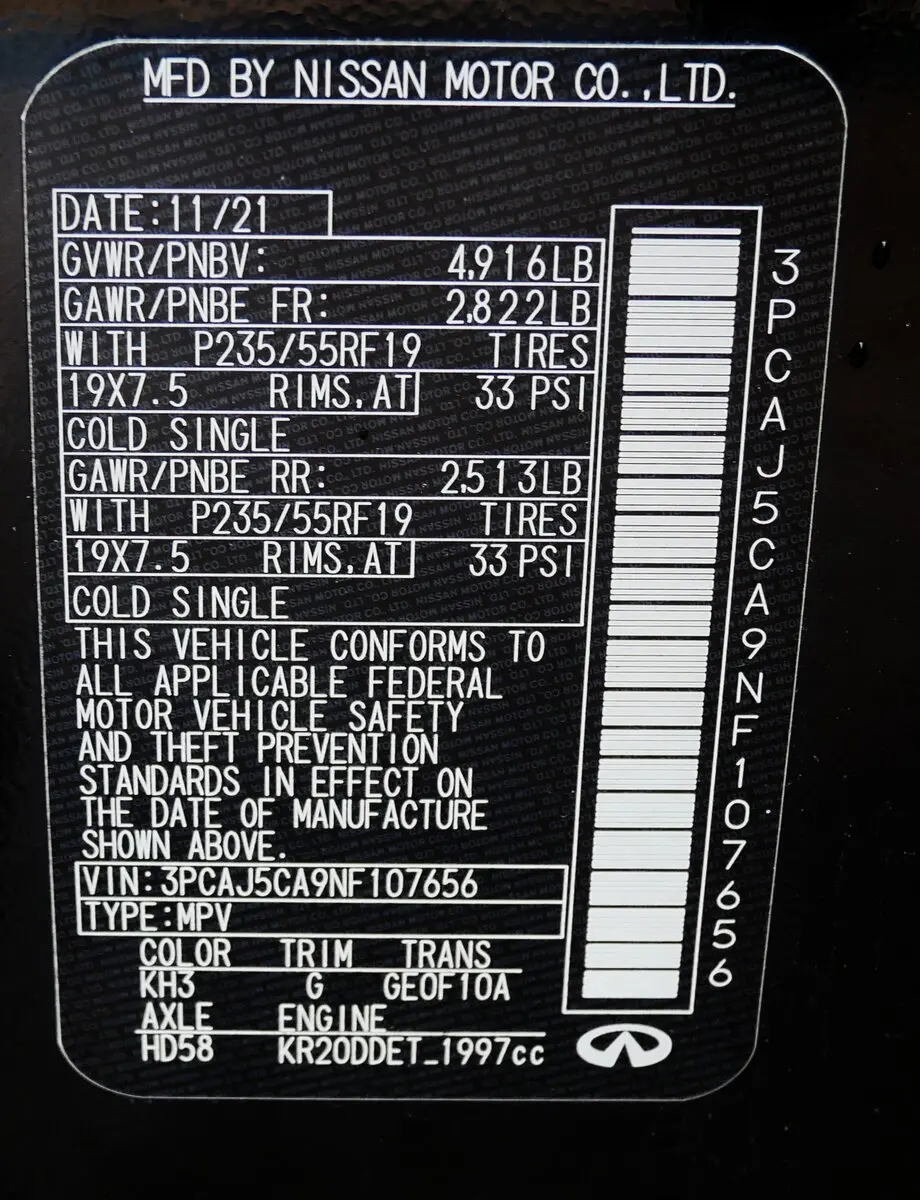 MFD BY NISSAN MOTOR CO.,LTD.
DATE:11/21
GVWR/PNBV: 4,916LB
GAWR/PNBE FR: 2,822LB
WITH P235/55RF19 TIRES
19X7.5 RIMS,AT 33 PSI
COLD SINGLE
GAWR/PNBE RR: 2,513LB
WITH P235/55RF19 TIRES
19X7.5 RIMS,AT 33 PSI
COLD SINGLE
THIS VEHICLE CONFORMS TO
ALL APPLICABLE FEDERAL
MOTOR VEHICLE SAFETY
AND THEFT PREVENTION
STANDARDS IN EFFECT ON
THE DATE OF MANUFACTURE
SHOWN ABOVE.
VIN:3PCAJ5CA9NF107656
TYPE:MPV
COLOR TRIM TRANS
KH3 G GE0F10A
AXLE ENGINE
HD58 KR20DDET_1997cc
3PCAJ5CA9NF107656